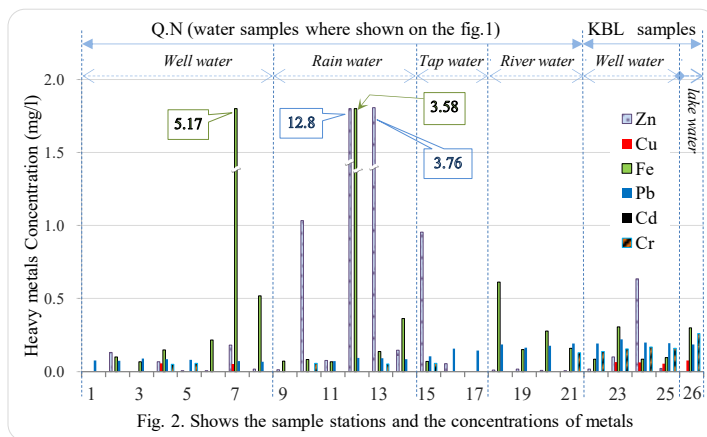 Q.N (water samples where shown on the fig.1)
KBL samples
Well water
Rain water
Tap water
River water
Well water
lake water
2.0
1.5
1.0
0.5
0.0
Heavy metals Concentration (mg/l)
5.17
12.8
3.58
3.76
Zn
Cu
Fe
Pb
Cd
Cr
1 3 5 7 9 11 13 15 17 19 21 23 25 26
Fig. 2. Shows the sample stations and the concentrations of metals